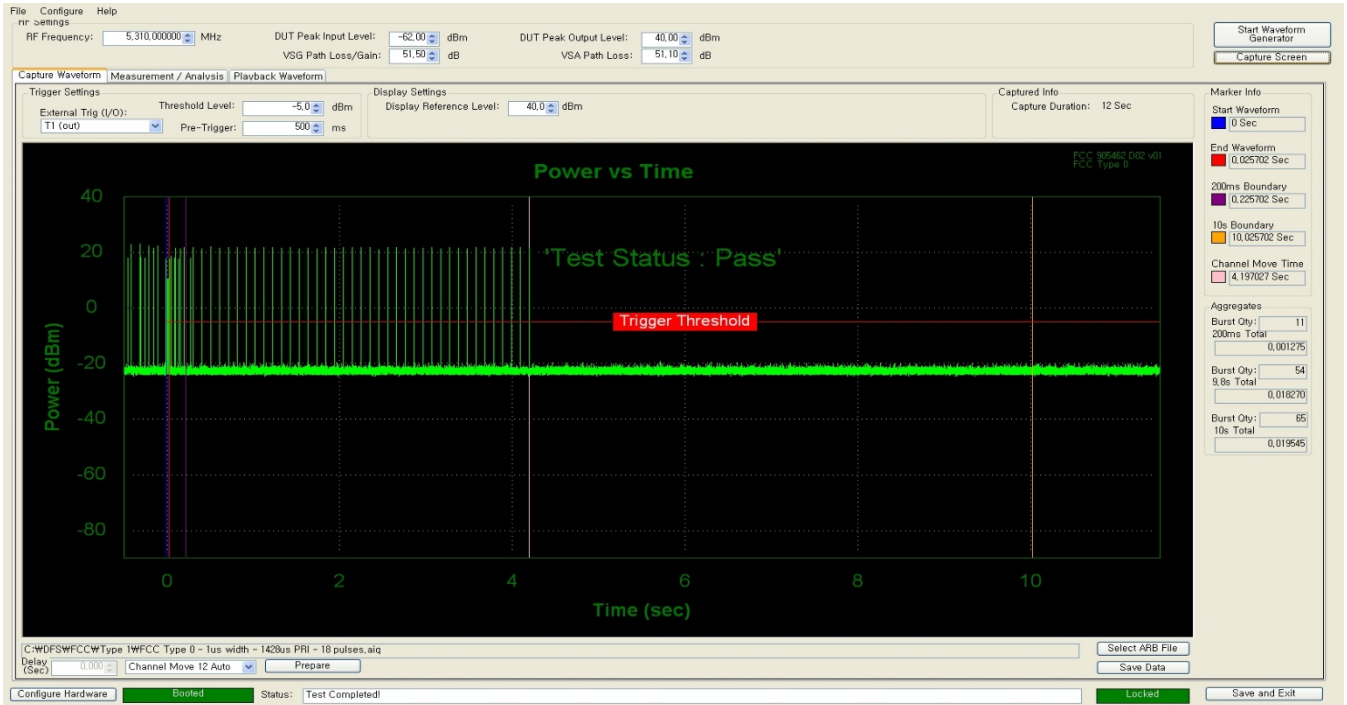 File Configure Help
RF Settings
RF Frequency: 5,310,000000 MHz DUT Peak Input Level: -62,00 dBm DUT Peak Output Level: 40,00 dBm
VSG Path Loss/Gain: 51,50 dB VSA Path Loss: 51,10 dB
Start Waveform Generator
Capture Screen
Capture Waveform Measurement / Analysis Playback Waveform
Trigger Settings
External Trig (I/O): Threshold Level: -5,0 dBm
T1 (out) Pre-Trigger: 500 ms
Display Settings
Display Reference Level: 40,0 dBm
Captured Info
Capture Duration: 12 Sec
FCC 905462 D02 v01
FCC Type 0
Power vs Time
'Test Status : Pass'
Trigger Threshold
40
20
0
-20
-40
-60
-80
Power (dBm)
0 2 4 6 8 10
Time (sec)
Marker Info
Start Waveform
0 Sec
End Waveform
0,025702 Sec
200ms Boundary
0,225702 Sec
10s Boundary
10,025702 Sec
Channel Move Time
4,197027 Sec
Aggregates
Burst Qty: 11
200ms Total
0,001275
Burst Qty: 54
9,8s Total
0,018270
Burst Qty: 65
10s Total
0,019545
C:₩DFS₩FCC₩Type 1₩FCC Type 0 - 1us width - 1428us PRI - 18 pulses,aiq
Select ARB File
Delay (Sec) 0,000 Channel Move 12 Auto Prepare
Save Data
Configure Hardware Booted Status: Test Completed! Locked Save and Exit